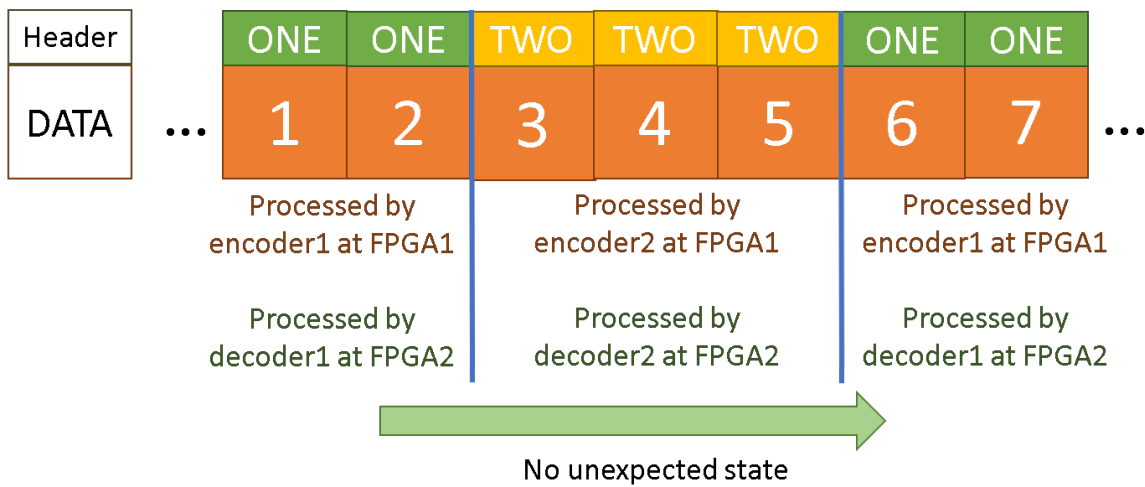 Header ONE ONE TWO TWO TWO ONE ONE
DATA ... 1 2 3 4 5 6 7 ...
Processed by Processed by Processed by
encoder1 at FPGA1 encoder2 at FPGA1 encoder1 at FPGA1
Processed by Processed by Processed by
decoder1 at FPGA2 decoder2 at FPGA2 decoder1 at FPGA2
No unexpected state